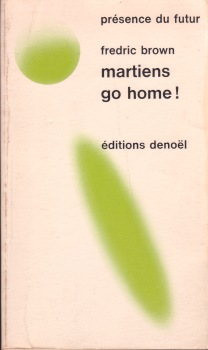 présence du futur
fredric brown
martiens
go home !
éditions denoël